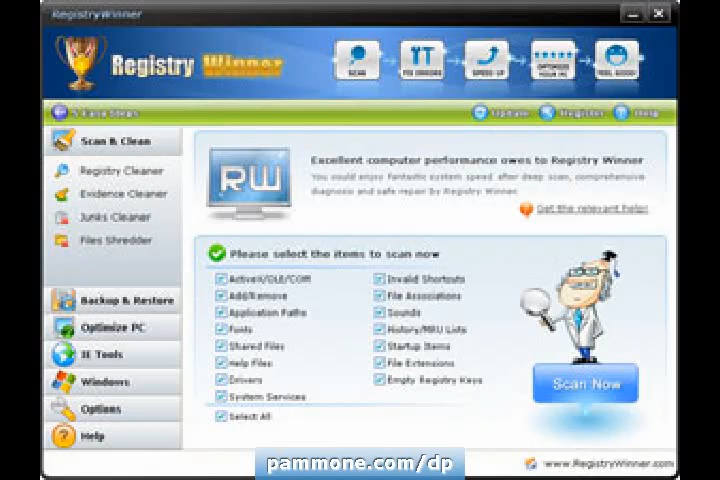 RegistryWinner
Registry Winner
SCAN
FIX ERRORS
SPEED UP
OPTIMIZE YOUR PC
FEEL GOOD!
5 Easy Steps
Update
Register
Help
Scan & Clean
Registry Cleaner
Evidence Cleaner
Junks Cleaner
Files Shredder
Backup & Restore
Optimize PC
IE Tools
Windows
Options
Help
RW
Excellent computer performance owes to Registry Winner
You could enjoy fantastic system speed after deep scan, comprehensive
diagnosis and safe repair by Registry Winner.
Get the relevant help!
Please select the items to scan now
ActiveX/OLE/COM
Add/Remove
Application Paths
Fonts
Shared Files
Help Files
Drivers
System Services
Select All
Invalid Shortcuts
File Associations
Sounds
History/MRU Lists
Startup Items
File Extensions
Empty Registry Keys
Scan Now
pammone.com/dp
www.RegistryWinner.com